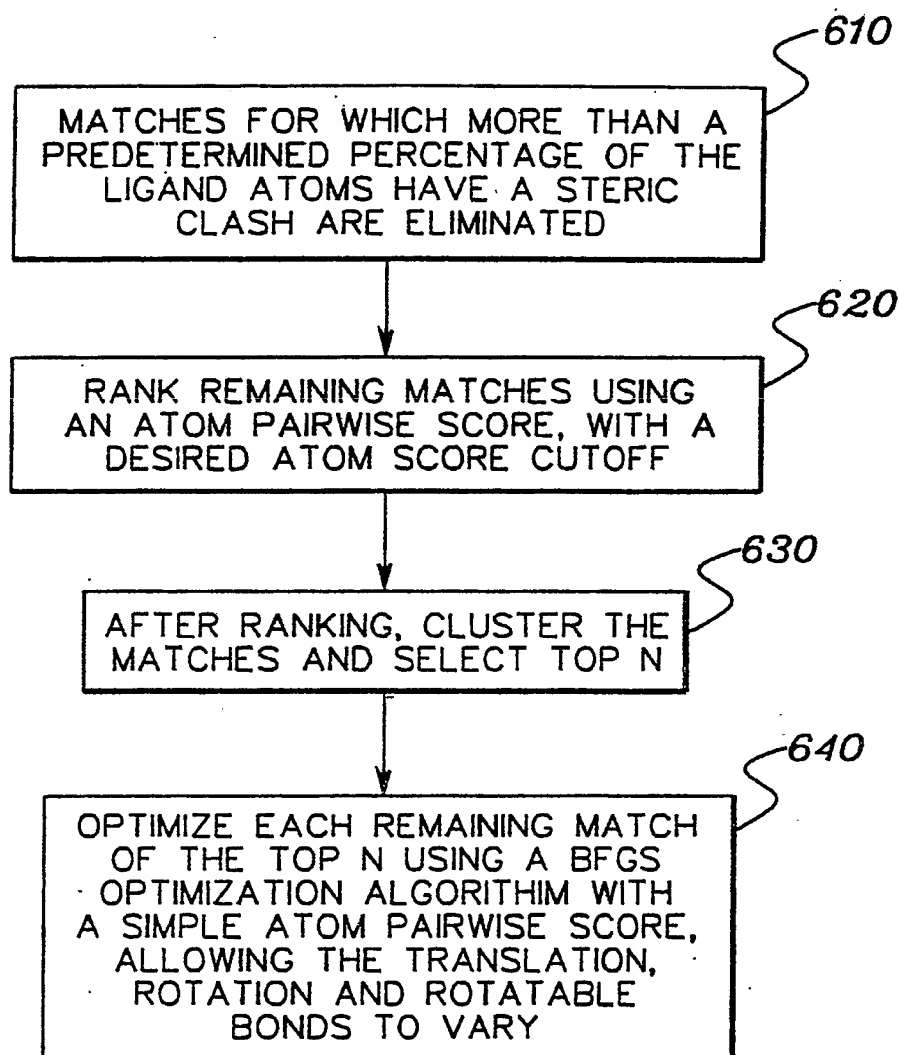 610
MATCHES FOR WHICH MORE THAN A
PREDETERMINED PERCENTAGE OF THE
LIGAND ATOMS HAVE A STERIC
CLASH ARE ELIMINATED
620
RANK REMAINING MATCHES USING
AN ATOM PAIRWISE SCORE, WITH A
DESIRED ATOM SCORE CUTOFF
630
AFTER RANKING, CLUSTER THE
MATCHES AND SELECT TOP N
640
OPTIMIZE EACH REMAINING MATCH
OF THE TOP N USING A BFGS
OPTIMIZATION ALGORITHIM WITH
A SIMPLE ATOM PAIRWISE SCORE,
ALLOWING THE TRANSLATION,
ROTATION AND ROTATABLE
BONDS TO VARY